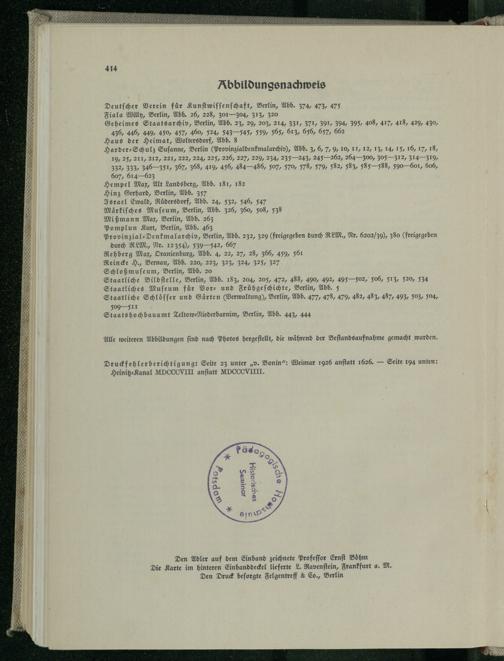 414
Abbildungsnachweis
Deutscher Verein für Kunstwissenschaft, Berlin, Abb. 374, 473, 475
Fiala Willy, Berlin, Abb. 26, 228, 301—304, 313, 320
Geheimes Staatsarchiv, Berlin, Abb. 23, 29, 203, 214, 331, 371, 391, 394, 395, 408, 417, 418, 429, 430,
436, 446, 449, 450, 457, 460, 524, 543—545, 559, 565, 613, 656, 657, 662
Haus der Heimat, Woltersdorf, Abb. 8
Harder-Schulz Susanne, Berlin (Provinzialdenkmalarchiv), Abb. 3, 6, 7, 9, 10, 11, 12, 13, 14, 15, 16, 17, 18,
19, 25, 211, 212, 221, 222, 224, 225, 226, 227, 229, 234, 235—243, 245—262, 264—300, 305—312, 314—319,
332, 333, 346—351, 367, 368, 419, 456, 484—486, 507, 570, 578, 579, 582, 583, 585—588, 590—601, 606,
607, 614—623
Hempel Max, Alt Landsberg, Abb. 181, 182
Hinz Gerhard, Berlin, Abb. 357
Israel Ewald, Rüdersdorf, Abb. 24, 532, 546, 547
Märkisches Museum, Berlin, Abb. 326, 360, 508, 538
Mißmann Max, Berlin, Abb. 263
Pomplun Kurt, Berlin, Abb. 463
Provinzial-Denkmalarchiv, Berlin, Abb. 232, 329 (freigegeben durch RLM., Nr. 6202/39), 380 (freigegeben
durch RLM., Nr. 12354), 539—542, 667
Rehberg Max, Oranienburg, Abb. 4, 22, 27, 28, 366, 459, 561
Reincke H., Bernau, Abb. 220, 223, 323, 324, 325, 327
Schloßmuseum, Berlin, Abb. 20
Staatliche Bildstelle, Berlin, Abb. 183, 204, 205, 472, 488, 490, 492, 495—502, 506, 513, 520, 534
Staatliches Museum für Vor- und Frühgeschichte, Berlin, Abb. 5
Staatliche Schlösser und Gärten (Verwaltung), Berlin, Abb. 477, 478, 479, 482, 483, 487, 493, 503, 504,
509—511
Staatshochbauamt Teltow-Niederbarnim, Berlin, Abb. 443, 444
Alle weiteren Abbildungen sind nach Photos hergestellt, die während der Bestandsaufnahme gemacht wurden.
Druckfehlerberichtigung: Seite 23 unter „v. Bonin“: Weimar 1926 anstatt 1626. — Seite 194 unten:
Heinitz-Kanal MDCCCVIII anstatt MDCCCVIIII.
Pädagogische Hochschule * Potsdam *
Historisches
Seminar
Den Adler auf dem Einband zeichnete Professor Ernst Böhm
Die Karte im hinteren Einbanddeckel lieferte L. Ravenstein, Frankfurt a. M.
Den Druck besorgte Felgentreff & Co., Berlin